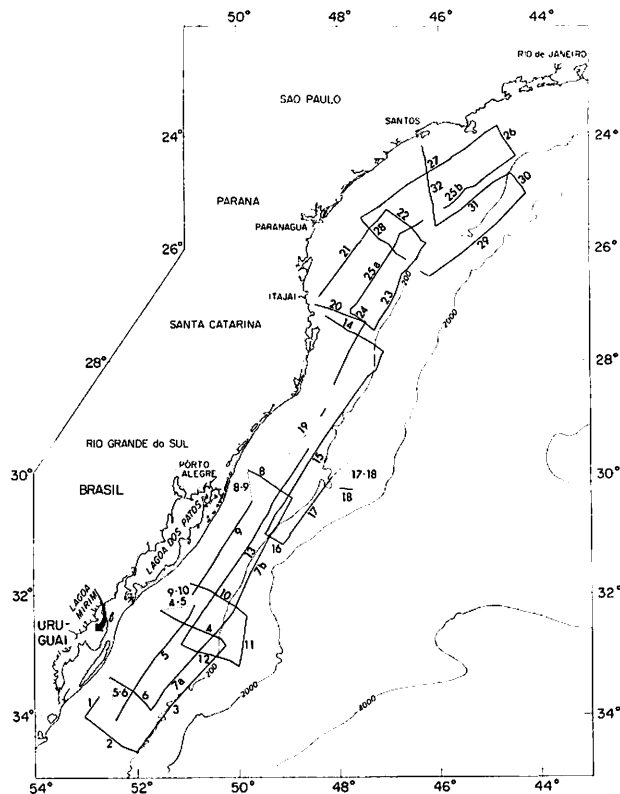 50° 48° 46° 44°
RIO de JANEIRO
SAO PAULO
SANTOS
24° 24°
26
27
32
25 b
30
PARANA
31
22
PARANAGUA
28
29
26° 21 26°
25 a
ITAJAI
20
24
23
200
14
2000
SANTA CATARINA
28° 28°
19
RIO GRANDE do SUL
15
30° PÔRTO ALEGRE 8 17·18 30°
8·9 18
BRASIL
LAGOA DOS PATOS
17
9
13
16
7b
LAGOA MIRIM
32° 9·10 10 32°
4·5
URU-
GUAI
4
11
12
5
5·6
6
7a
200
2000
1
3
4000
34° 34°
2
54° 52° 50° 48° 46° 44°